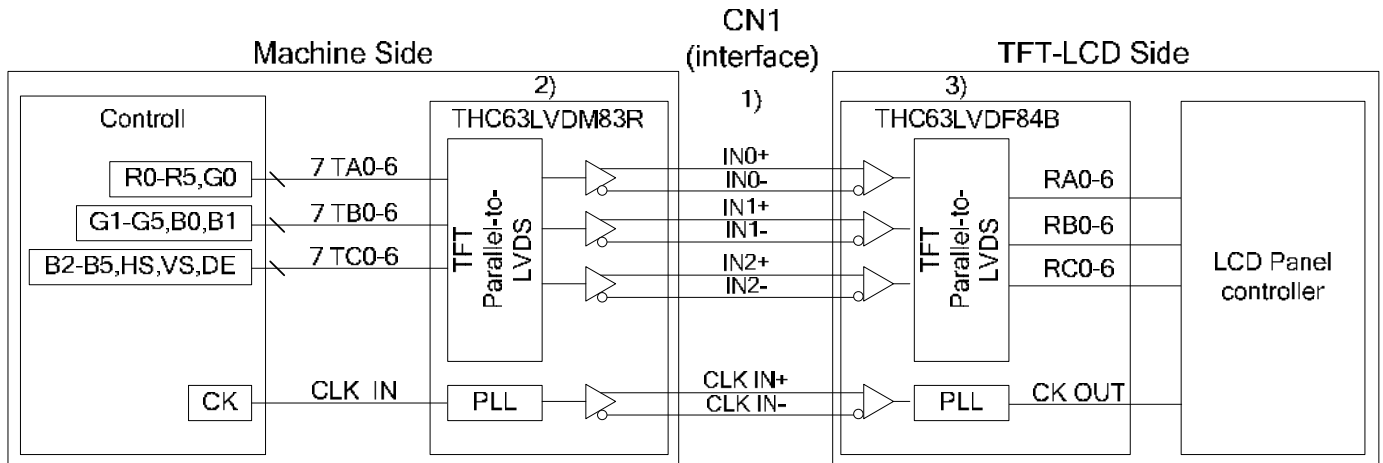 CN1
(interface)
Machine Side
TFT-LCD Side
1)
2)
3)
Controll
THC63LVDM83R
THC63LVDF84B
R0-R5,G0
7 TA0-6
IN0+
IN0-
RA0-6
G1-G5,B0,B1
7 TB0-6
IN1+
IN1-
RB0-6
B2-B5,HS,VS,DE
7 TC0-6
IN2+
IN2-
RC0-6
TFT
Parallel-to-
LVDS
TFT
Parallel-to-
LVDS
LCD Panel
controller
CK
CLK IN
PLL
CLK IN+
CLK IN-
PLL
CK OUT